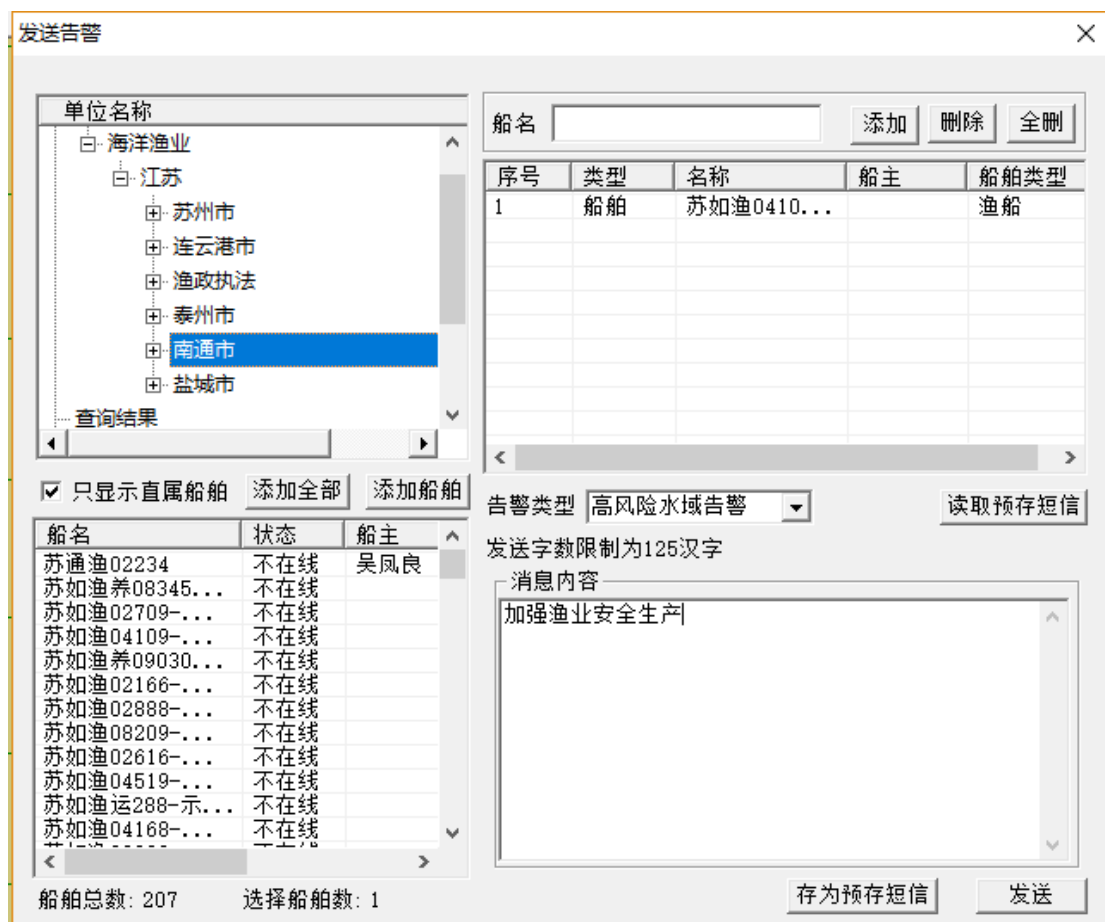 发送告警
单位名称
海洋渔业
江苏
苏州市
连云港市
渔政执法
泰州市
南通市
盐城市
查询结果
只显示直属船舶 添加全部 添加船舶
船名 状态 船主
苏通渔02234 不在线 吴凤良
苏如渔养08345... 不在线
苏如渔02709-... 不在线
苏如渔04109-... 不在线
苏如渔养09030... 不在线
苏如渔02166-... 不在线
苏如渔02888-... 不在线
苏如渔08209-... 不在线
苏如渔02616-... 不在线
苏如渔04519-... 不在线
苏如渔运288-示... 不在线
苏如渔04168-... 不在线
船舶总数: 207 选择船舶数: 1
船名 添加 删除 全删
序号 类型 名称 船主 船舶类型
1 船舶 苏如渔0410... 渔船
告警类型 高风险水域告警 读取预存短信
发送字数限制为125汉字
消息内容
加强渔业安全生产
存为预存短信 发送